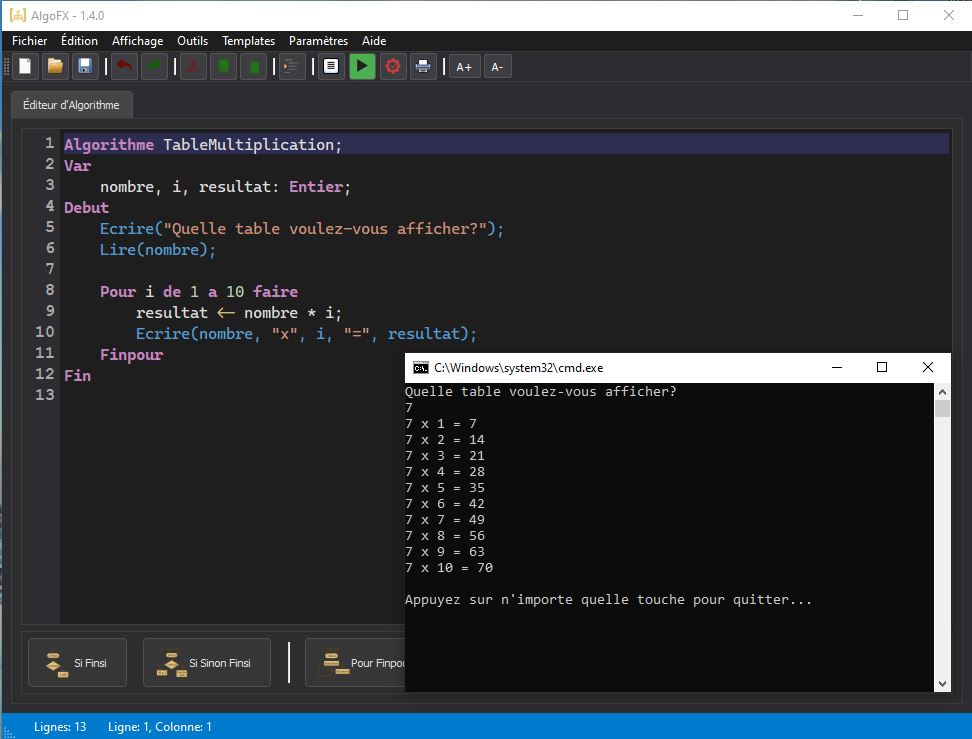 AlgoFX - 1.4.0
Fichier Édition Affichage Outils Templates Paramètres Aide
A+ A-
Éditeur d'Algorithme
1 Algorithme TableMultiplication;
2 Var
3 nombre, i, resultat: Entier;
4 Debut
5 Ecrire("Quelle table voulez-vous afficher?");
6 Lire(nombre);
7
8 Pour i de 1 a 10 faire
9 resultat <- nombre * i;
10 Ecrire(nombre, "x", i, "=", resultat);
11 Finpour
12 Fin
13
C:\Windows\system32\cmd.exe
Quelle table voulez-vous afficher?
7
7 x 1 = 7
7 x 2 = 14
7 x 3 = 21
7 x 4 = 28
7 x 5 = 35
7 x 6 = 42
7 x 7 = 49
7 x 8 = 56
7 x 9 = 63
7 x 10 = 70
Appuyez sur n'importe quelle touche pour quitter...
Si Finsi Si Sinon Finsi Pour Finpou
Lignes: 13 Ligne: 1, Colonne: 1